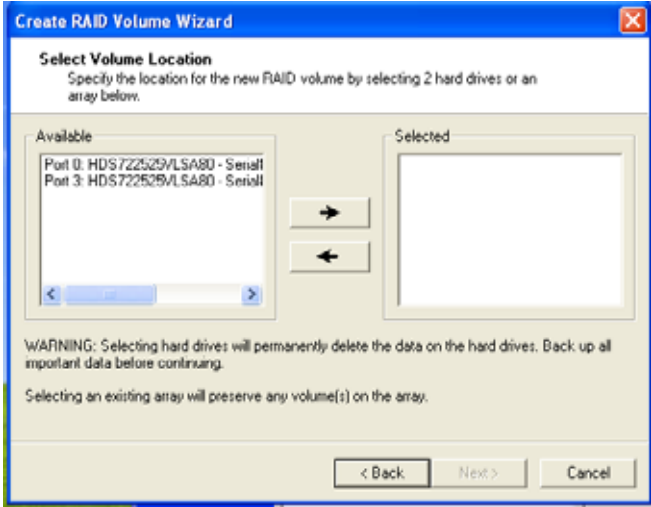 Create RAID Volume Wizard
Select Volume Location
Specify the location for the new RAID volume by selecting 2 hard drives or an
array below.
Available
Selected
Port 0: HDS722525VLSA80 - Serial
Port 3: HDS722525VLSA80 - Serial
WARNING: Selecting hard drives will permanently delete the data on the hard drives. Back up all
important data before continuing.
Selecting an existing array will preserve any volume(s) on the array.
< Back
Next >
Cancel